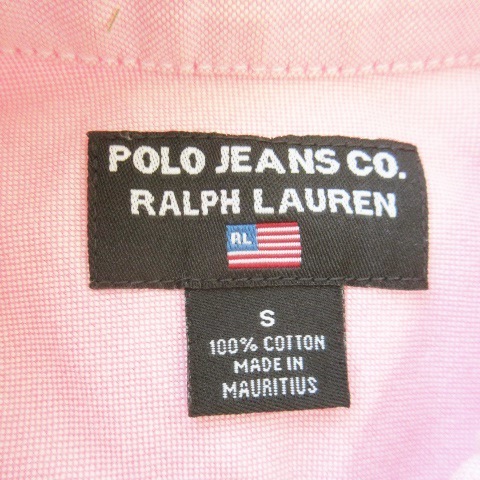 POLO JEANS CO.
RALPH LAUREN
RL
S
100% COTTON
MADE IN
MAURITIUS